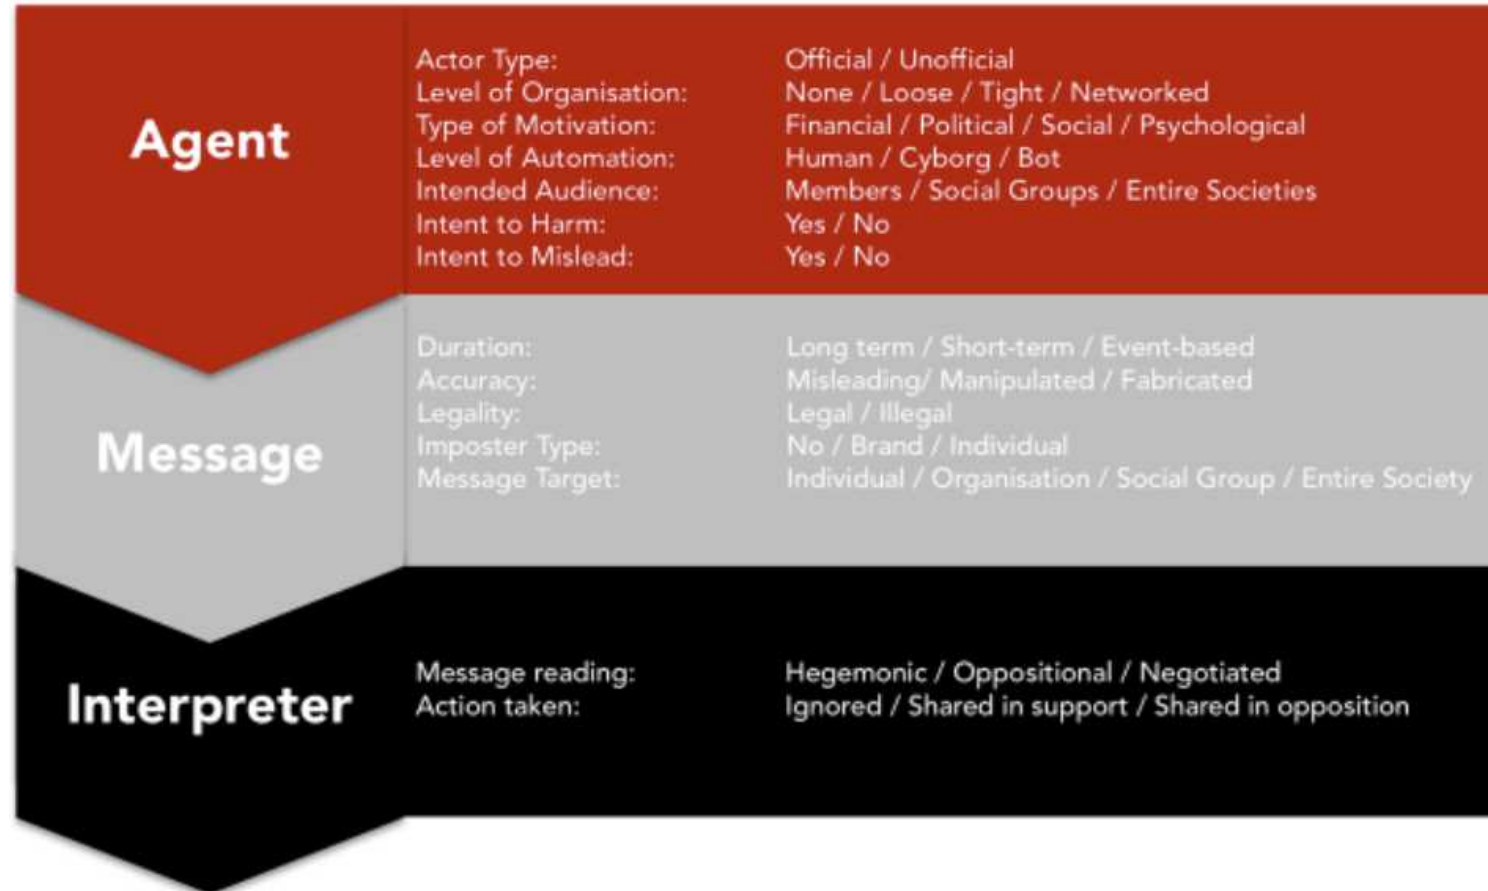 Agent
Actor Type: Official / Unofficial
Level of Organisation: None / Loose / Tight / Networked
Type of Motivation: Financial / Political / Social / Psychological
Level of Automation: Human / Cyborg / Bot
Intended Audience: Members / Social Groups / Entire Societies
Intent to Harm: Yes / No
Intent to Mislead: Yes / No
Message
Duration: Long term / Short-term / Event-based
Accuracy: Misleading/ Manipulated / Fabricated
Legality: Legal / Illegal
Imposter Type: No / Brand / Individual
Message Target: Individual / Organisation / Social Group / Entire Society
Interpreter
Message reading: Hegemonic / Oppositional / Negotiated
Action taken: Ignored / Shared in support / Shared in opposition